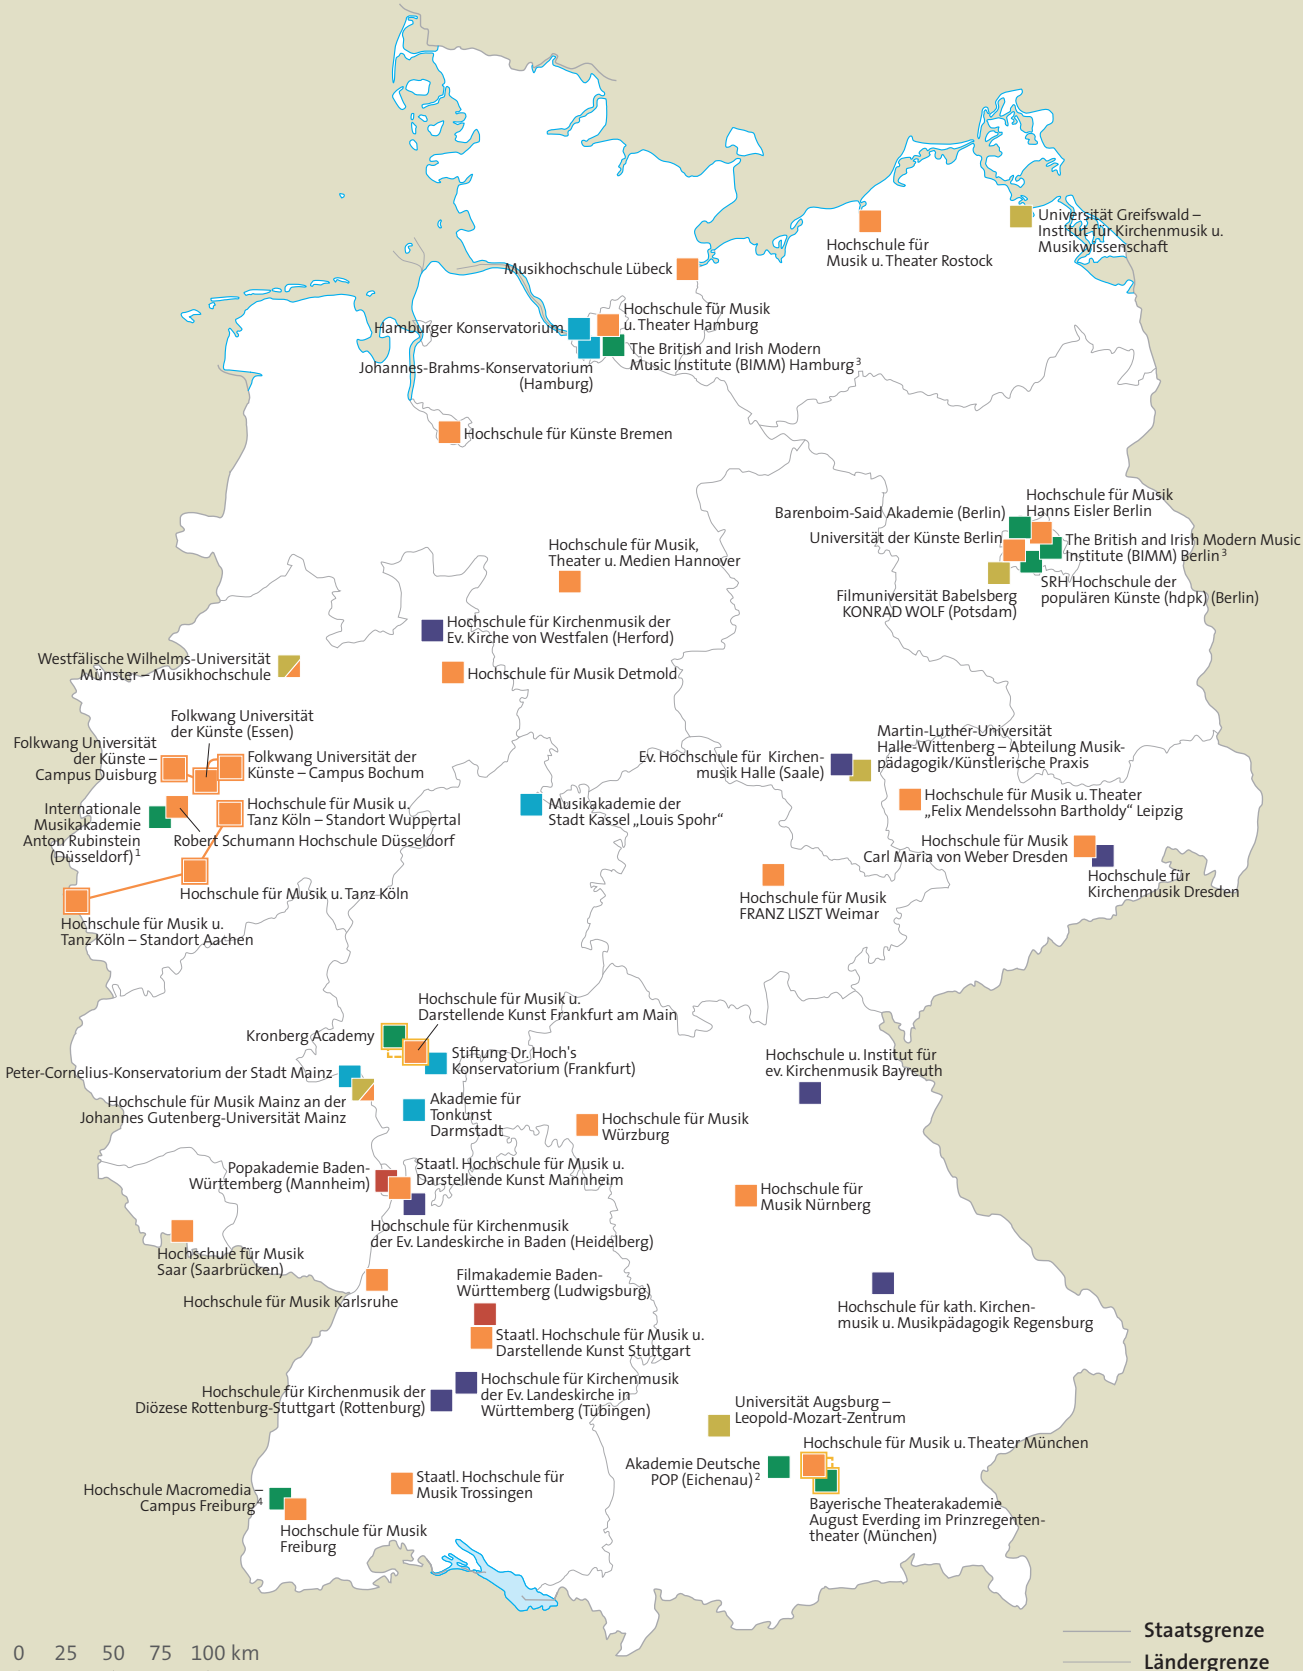 Universität Greifswald –
Institut für Kirchenmusik u.
Musikwissenschaft
Hochschule für
Musik u. Theater Rostock
Musikhochschule Lübeck
Hochschule für Musik
u. Theater Hamburg
Hamburger Konservatorium
The British and Irish Modern
Music Institute (BIMM) Hamburg³
Johannes-Brahms-Konservatorium
(Hamburg)
Hochschule für Künste Bremen
Hochschule für Musik
Hanns Eisler Berlin
Barenboim-Said Akademie (Berlin)
Universität der Künste Berlin
The British and Irish Modern Music
Institute (BIMM) Berlin³
SRH Hochschule der
populären Künste (hdpk) (Berlin)
Filmuniversität Babelsberg
KONRAD WOLF (Potsdam)
Hochschule für Musik,
Theater u. Medien Hannover
Hochschule für Kirchenmusik der
Ev. Kirche von Westfalen (Herford)
Westfälische Wilhelms-Universität
Münster – Musikhochschule
Hochschule für Musik Detmold
Folkwang Universität
der Künste (Essen)
Folkwang Universität
der Künste –
Campus Duisburg
Folkwang Universität der
Künste – Campus Bochum
Internationale
Musikakademie
Anton Rubinstein
(Düsseldorf)¹
Hochschule für Musik u.
Tanz Köln – Standort Wuppertal
Robert Schumann Hochschule Düsseldorf
Hochschule für Musik u. Tanz Köln
Hochschule für Musik u.
Tanz Köln – Standort Aachen
Musikakademie der
Stadt Kassel „Louis Spohr“
Martin-Luther-Universität
Halle-Wittenberg – Abteilung Musik-
pädagogik/Künstlerische Praxis
Ev. Hochschule für Kirchen-
musik Halle (Saale)
Hochschule für Musik u. Theater
„Felix Mendelssohn Bartholdy“ Leipzig
Hochschule für Musik
Carl Maria von Weber Dresden
Hochschule für
Kirchenmusik Dresden
Hochschule für Musik
FRANZ LISZT Weimar
Hochschule für Musik u.
Darstellende Kunst Frankfurt am Main
Kronberg Academy
Stiftung Dr. Hoch's
Konservatorium (Frankfurt)
Peter-Cornelius-Konservatorium der Stadt Mainz
Hochschule für Musik Mainz an der
Johannes Gutenberg-Universität Mainz
Akademie für
Tonkunst
Darmstadt
Hochschule u. Institut für
ev. Kirchenmusik Bayreuth
Hochschule für Musik
Würzburg
Popakademie Baden-
Württemberg (Mannheim)
Staatl. Hochschule für Musik u.
Darstellende Kunst Mannheim
Hochschule für
Musik Nürnberg
Hochschule für Kirchenmusik
der Ev. Landeskirche in Baden (Heidelberg)
Hochschule für Musik
Saar (Saarbrücken)
Hochschule für Musik Karlsruhe
Filmakademie Baden-
Württemberg (Ludwigsburg)
Staatl. Hochschule für Musik u.
Darstellende Kunst Stuttgart
Hochschule für kath. Kirchen-
musik u. Musikpädagogik Regensburg
Hochschule für Kirchenmusik der
Diözese Rottenburg-Stuttgart (Rottenburg)
Hochschule für Kirchenmusik
der Ev. Landeskirche in
Württemberg (Tübingen)
Universität Augsburg –
Leopold-Mozart-Zentrum
Hochschule für Musik u. Theater München
Akademie Deutsche
POP (Eichenau)²
Bayerische Theaterakademie
August Everding im Prinzregenten-
theater (München)
Staatl. Hochschule für
Musik Trossingen
Hochschule Macromedia –
Campus Freiburg⁴
Hochschule für Musik
Freiburg
Staatsgrenze
Ländergrenze
0 25 50 75 100 km